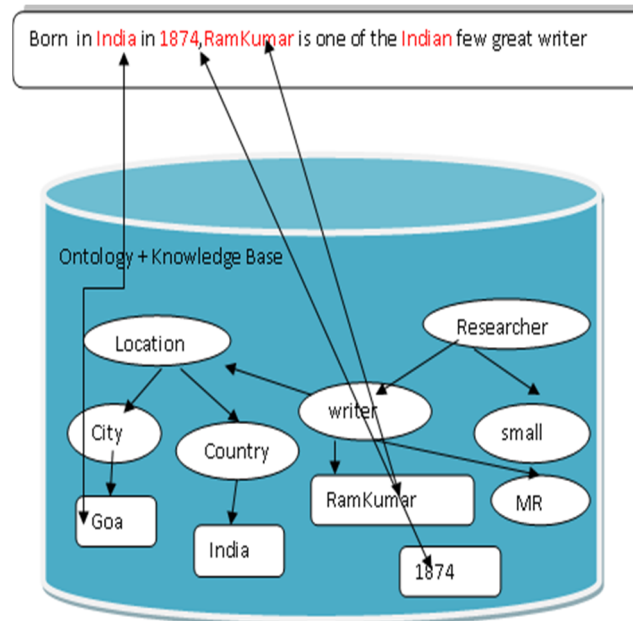 Born in India in 1874,RamKumar is one of the Indian few great writer
Ontology + Knowledge Base
Researcher
Location
writer
City
Country
small
RamKumar
MR
Goa
India
1874